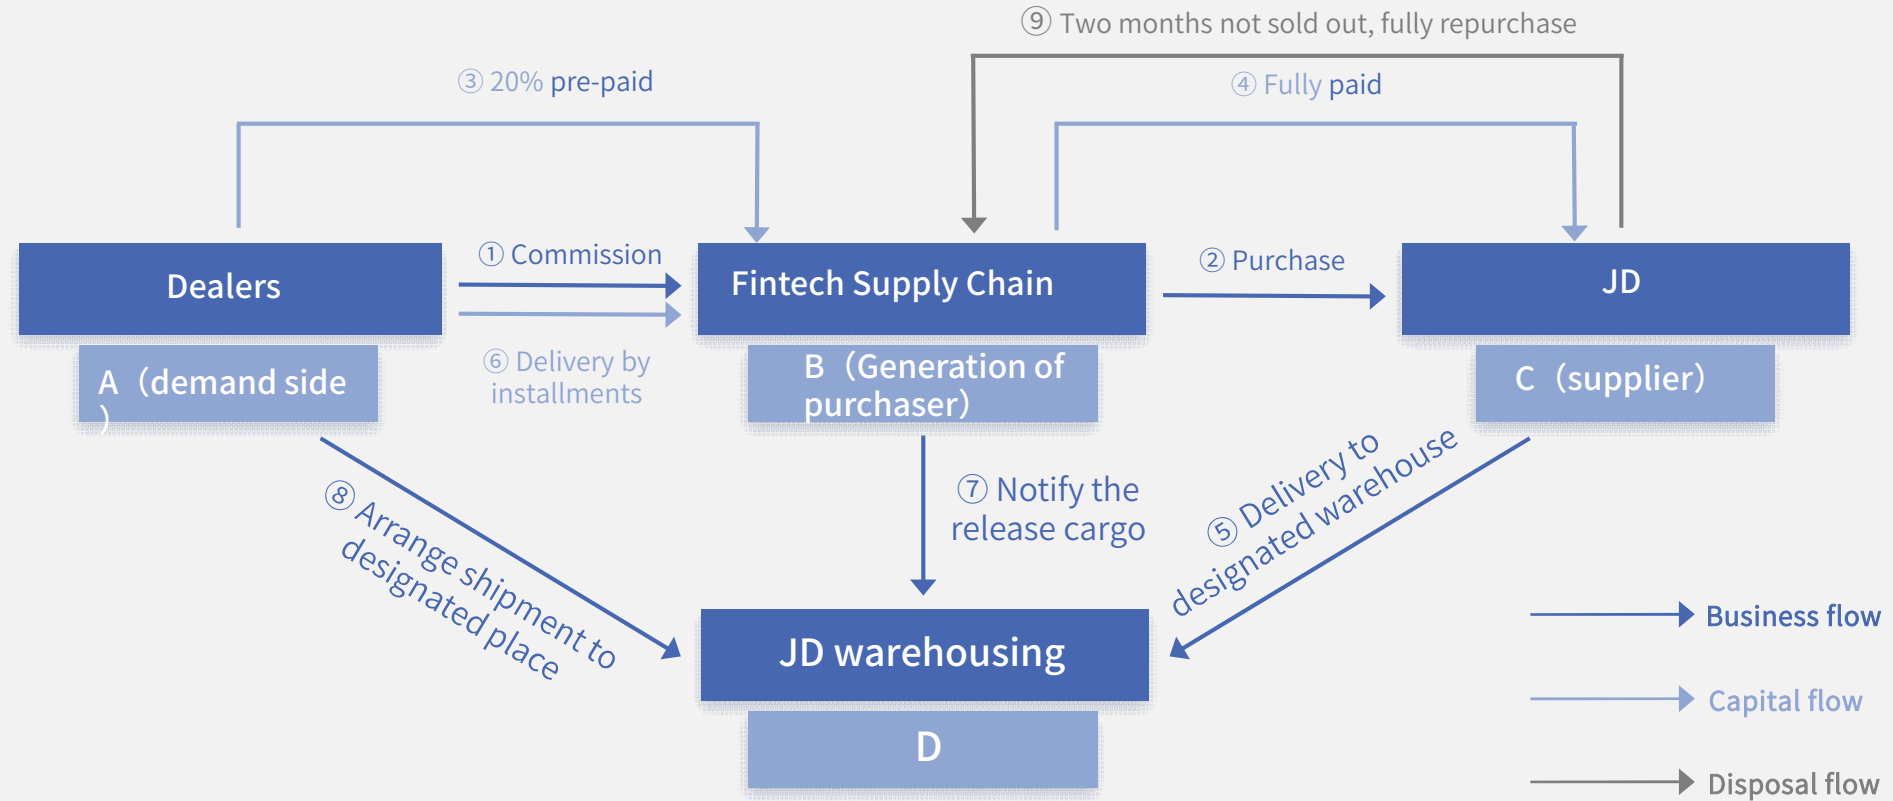 ⑨ Two months not sold out, fully repurchase
③ 20% pre-paid
④ Fully paid
① Commission
② Purchase
Dealers
Fintech Supply Chain
JD
⑥ Delivery by
installments
A（demand side
）
B（Generation of
purchaser）
C（supplier）
⑧ Arrange shipment to
designated place
⑦ Notify the
release cargo
⑤ Delivery to
designated warehouse
JD warehousing
D
Business flow
Capital flow
Disposal flow